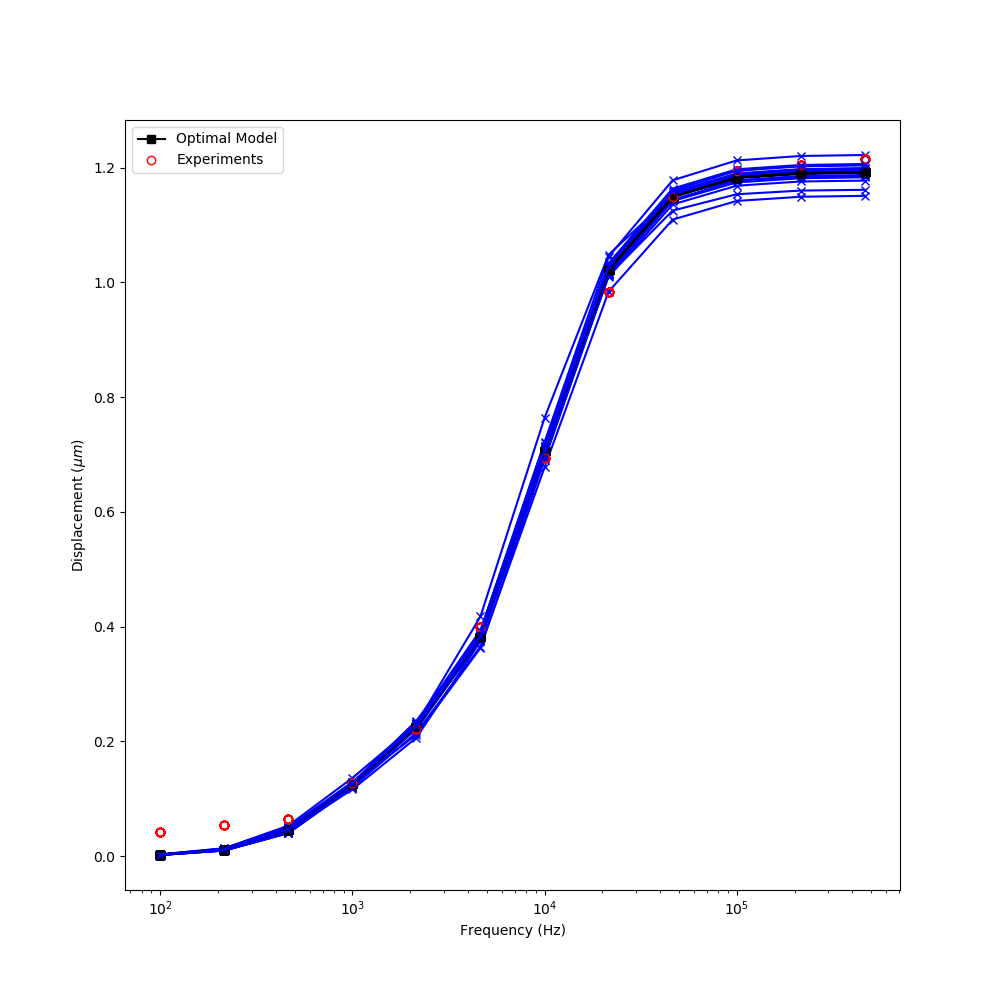 Optimal Model
Experiments
1.2
1.0
0.8
0.6
0.4
0.2
0.0
Displacement (μm)
10²
10³
10⁴
10⁵
Frequency (Hz)